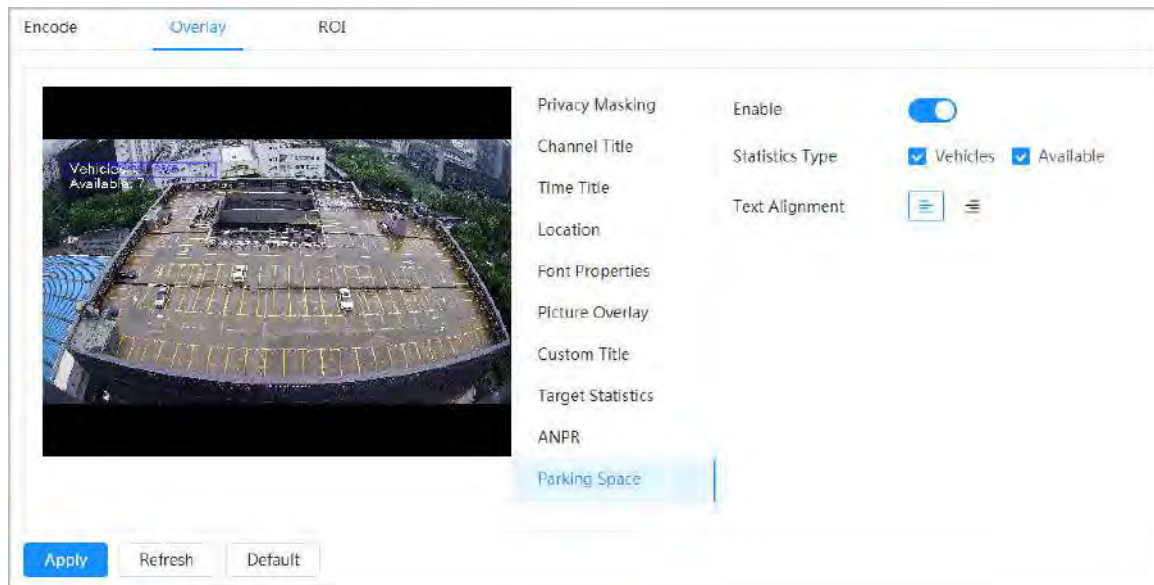 Encode Overlay ROI
Available: 7
Privacy Masking
Channel Title
Time Title
Location
Font Properties
Picture Overlay
Custom Title
Target Statistics
ANPR
Parking Space
Enable
Statistics Type Vehicles Available
Text Alignment
Apply Refresh Default